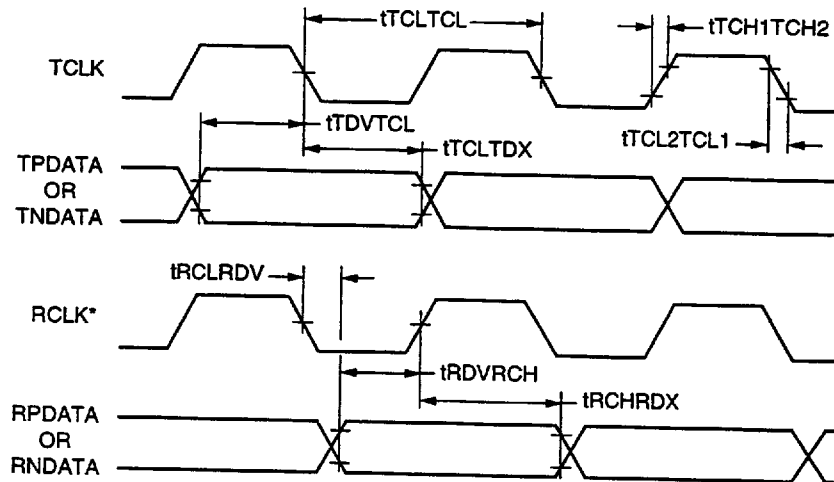 tTCLTCL
tTCH1TCH2
TCLK
tTDVTCL
tTCL2TCL1
tTCLTDX
TPDATA
OR
TNDATA
tRCLRDV
RCLK*
tRDVRCH
tRCHRDX
RPDATA
OR
RNDATA